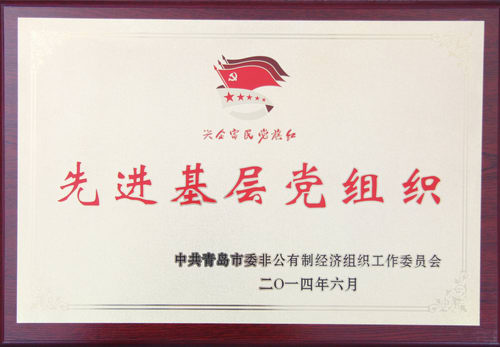 兴企富民党旗红
先进基层党组织
中共青岛市委非公有制经济组织工作委员会
二〇一四年六月